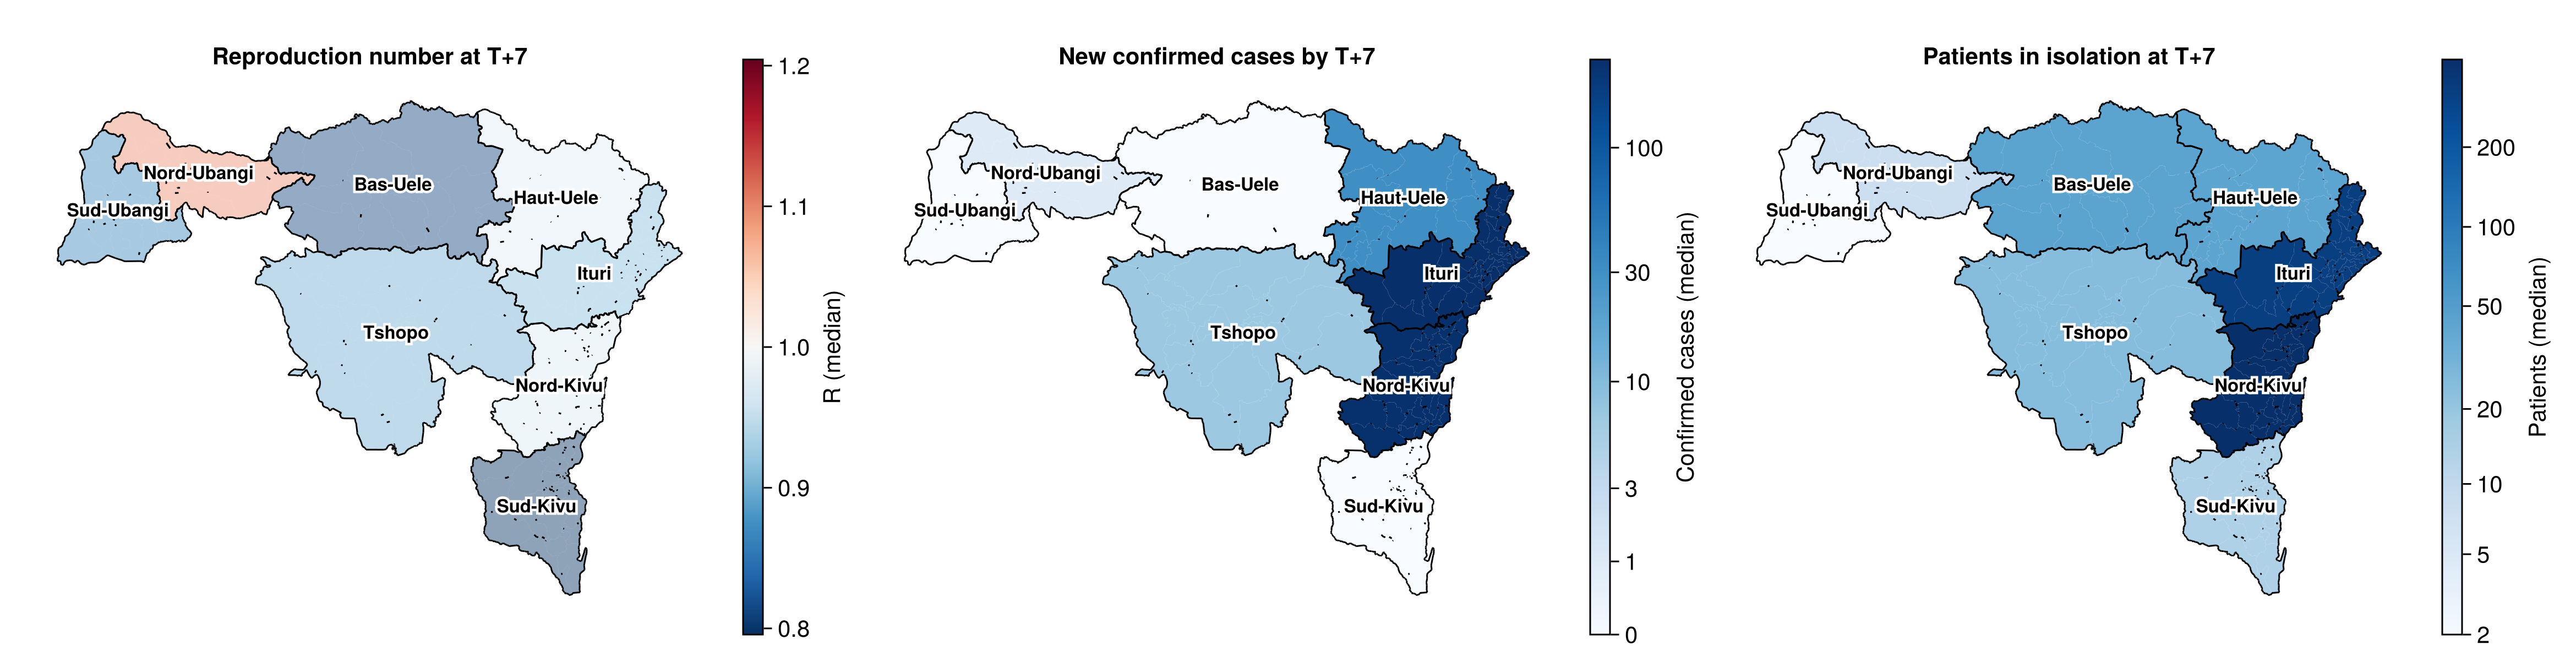 Reproduction number at T+7
Nord-Ubangi
Sud-Ubangi
Bas-Uele
Haut-Uele
Ituri
Tshopo
Nord-Kivu
Sud-Kivu
1.2
1.1
1.0
0.9
0.8
R (median)
New confirmed cases by T+7
Nord-Ubangi
Sud-Ubangi
Bas-Uele
Haut-Uele
Ituri
Tshopo
Nord-Kivu
Sud-Kivu
100
30
10
3
1
0
Confirmed cases (median)
Patients in isolation at T+7
Nord-Ubangi
Sud-Ubangi
Bas-Uele
Haut-Uele
Ituri
Tshopo
Nord-Kivu
Sud-Kivu
200
100
50
20
10
5
2
Patients (median)